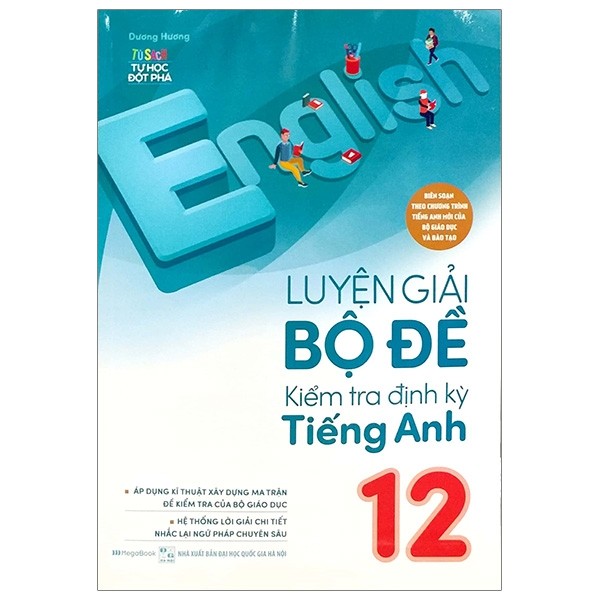 Dương Hương
TỦ SÁCH
TỰ HỌC
ĐỘT PHÁ
English
BIÊN SOẠN
THEO CHƯƠNG TRÌNH
TIẾNG ANH MỚI CỦA
BỘ GIÁO DỤC
VÀ ĐÀO TẠO
LUYỆN GIẢI
BỘ ĐỀ
Kiểm tra định kỳ
Tiếng Anh
12
ÁP DỤNG KĨ THUẬT XÂY DỰNG MA TRẬN
ĐỀ KIỂM TRA CỦA BỘ GIÁO DỤC
HỆ THỐNG LỜI GIẢI CHI TIẾT
NHẮC LẠI NGỮ PHÁP CHUYÊN SÂU
MegaBook NHÀ XUẤT BẢN ĐẠI HỌC QUỐC GIA HÀ NỘI